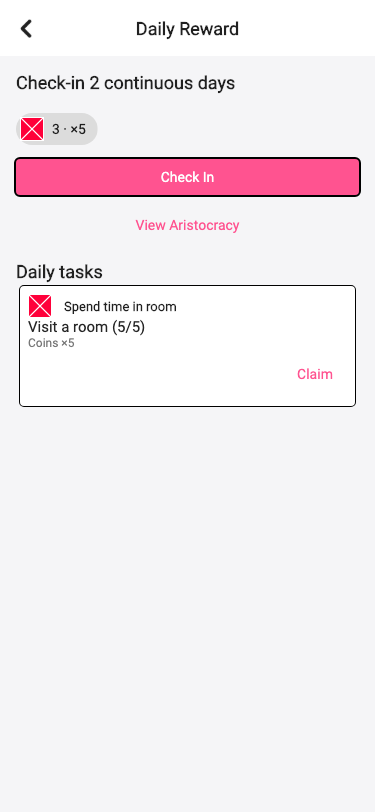 Daily Reward
Check-in 2 continuous days
3 · ×5
Check In
View Aristocracy
Daily tasks
Spend time in room
Visit a room (5/5)
Coins ×5
Claim